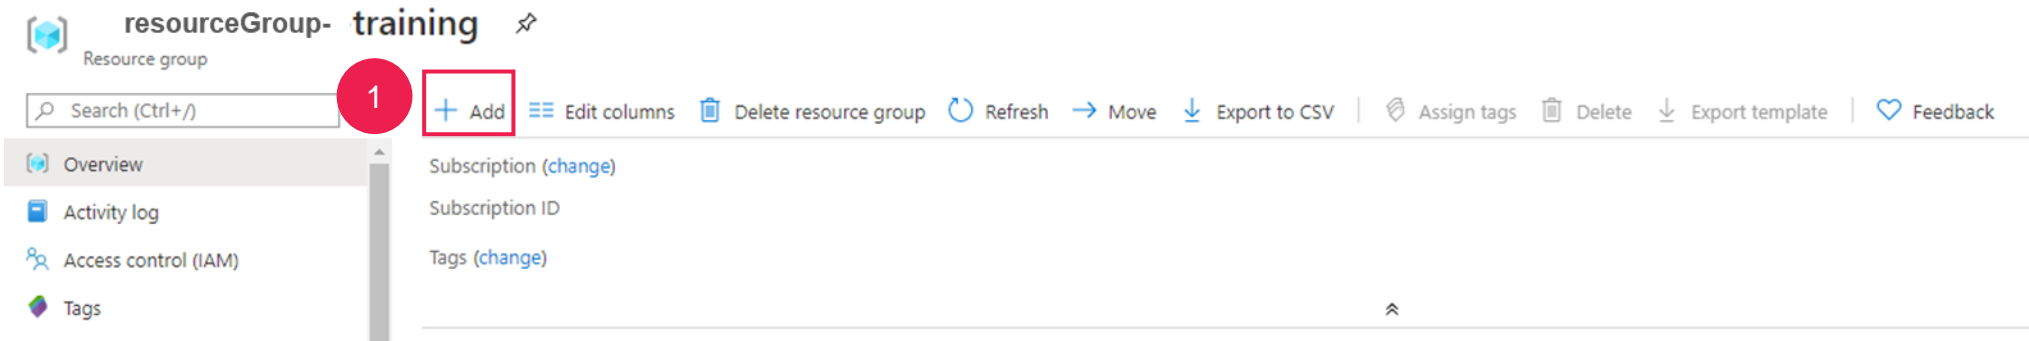 resourceGroup- training
Resource group
Search (Ctrl+/)
1
Add Edit columns Delete resource group Refresh Move Export to CSV Assign tags Delete Export template Feedback
Overview
Activity log
Access control (IAM)
Tags
Subscription (change)
Subscription ID
Tags (change)